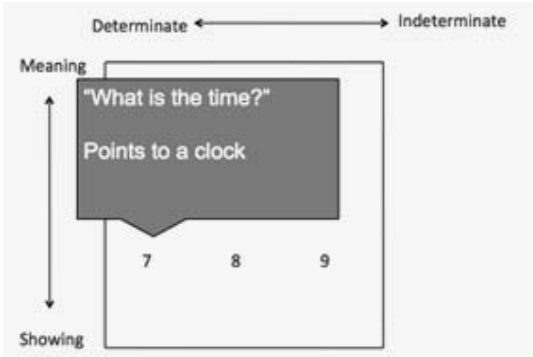 Determinate Indeterminate
Meaning
"What is the time?"
Points to a clock
7 8 9
Showing